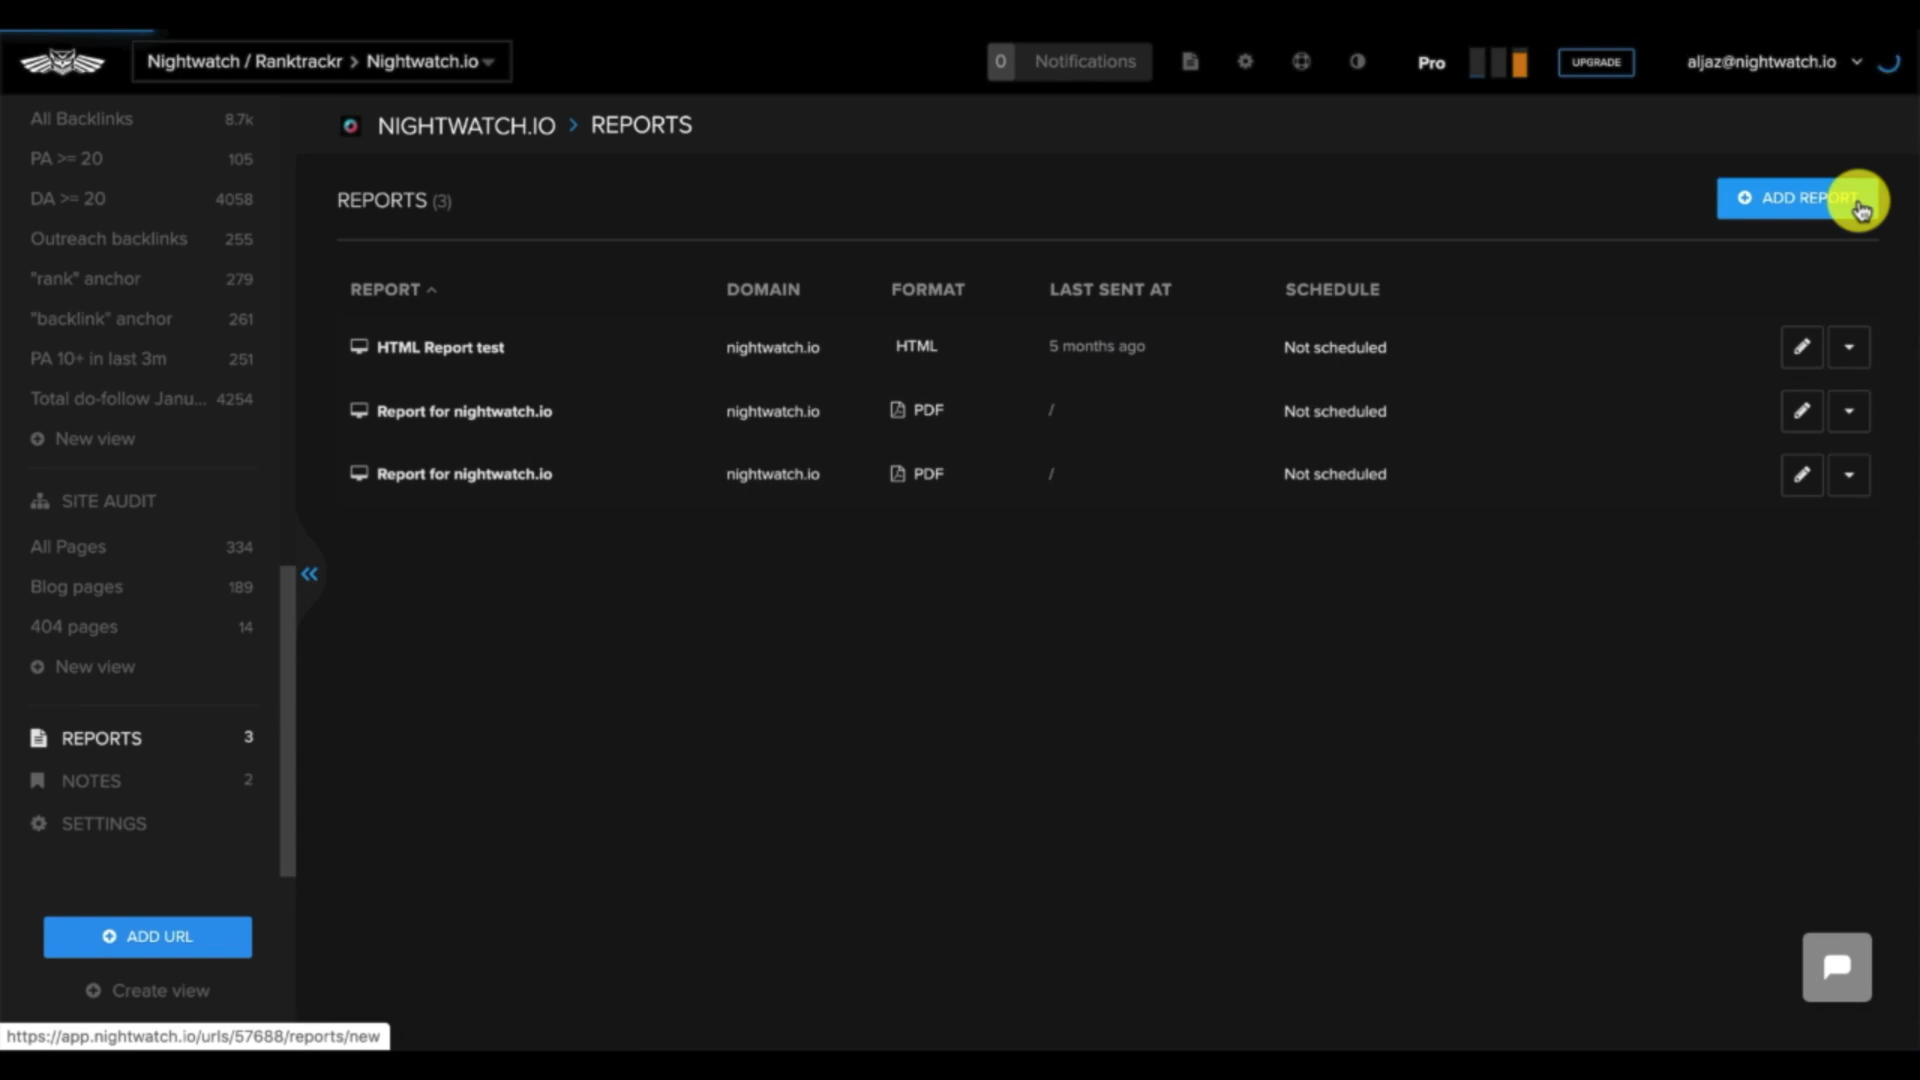 Nightwatch / Ranktrackr > Nightwatch.io
0 Notifications
Pro
UPGRADE
aljaz@nightwatch.io
All Backlinks 8.7k
PA >= 20 105
DA >= 20 4058
Outreach backlinks 255
"rank" anchor 279
"backlink" anchor 261
PA 10+ in last 3m 251
Total do-follow Janu... 4254
New view
SITE AUDIT
All Pages 334
Blog pages 189
404 pages 14
New view
REPORTS 3
NOTES 2
SETTINGS
ADD URL
Create view
https://app.nightwatch.io/urls/57688/reports/new
NIGHTWATCH.IO > REPORTS
REPORTS (3)
ADD REPORT
REPORT DOMAIN FORMAT LAST SENT AT SCHEDULE
HTML Report test nightwatch.io HTML 5 months ago Not scheduled
Report for nightwatch.io nightwatch.io PDF / Not scheduled
Report for nightwatch.io nightwatch.io PDF / Not scheduled